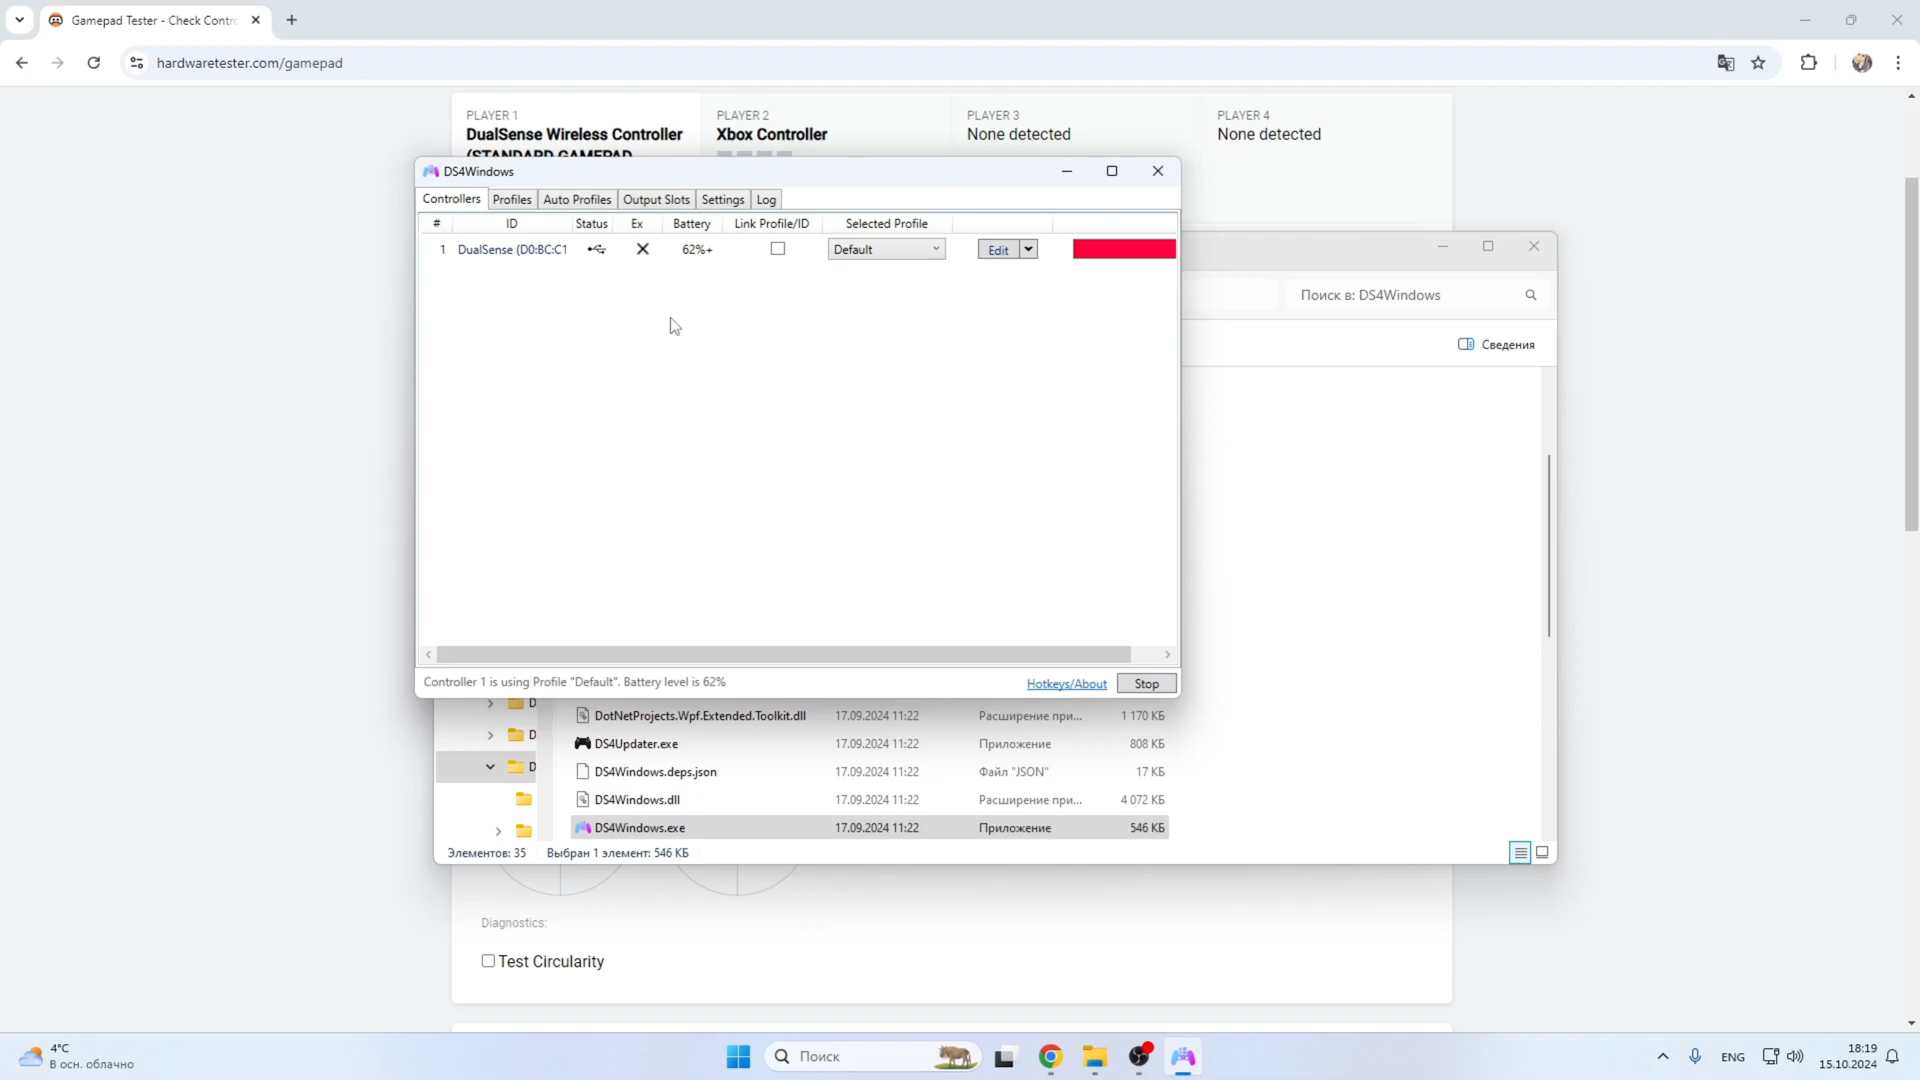 Gamepad Tester - Check Contro
hardwaretester.com/gamepad
PLAYER 1
DualSense Wireless Controller
(STANDARD GAMEPAD
PLAYER 2
Xbox Controller
PLAYER 3
None detected
PLAYER 4
None detected
DS4Windows
Controllers Profiles Auto Profiles Output Slots Settings Log
# ID Status Ex Battery Link Profile/ID Selected Profile
1 DualSense (D0:BC:C1 62%+ Default Edit
Controller 1 is using Profile "Default". Battery level is 62%
Hotkeys/About Stop
Поиск в: DS4Windows
Сведения
D
DotNetProjects.Wpf.Extended.Toolkit.dll 17.09.2024 11:22 Расширение при... 1 170 КБ
D
DS4Updater.exe 17.09.2024 11:22 Приложение 808 КБ
D
DS4Windows.deps.json 17.09.2024 11:22 Файл "JSON" 17 КБ
DS4Windows.dll 17.09.2024 11:22 Расширение при... 4 072 КБ
DS4Windows.exe 17.09.2024 11:22 Приложение 546 КБ
Элементов: 35 Выбран 1 элемент: 546 КБ
Diagnostics:
Test Circularity
4°C
В осн. облачно
Поиск
ENG
18:19
15.10.2024